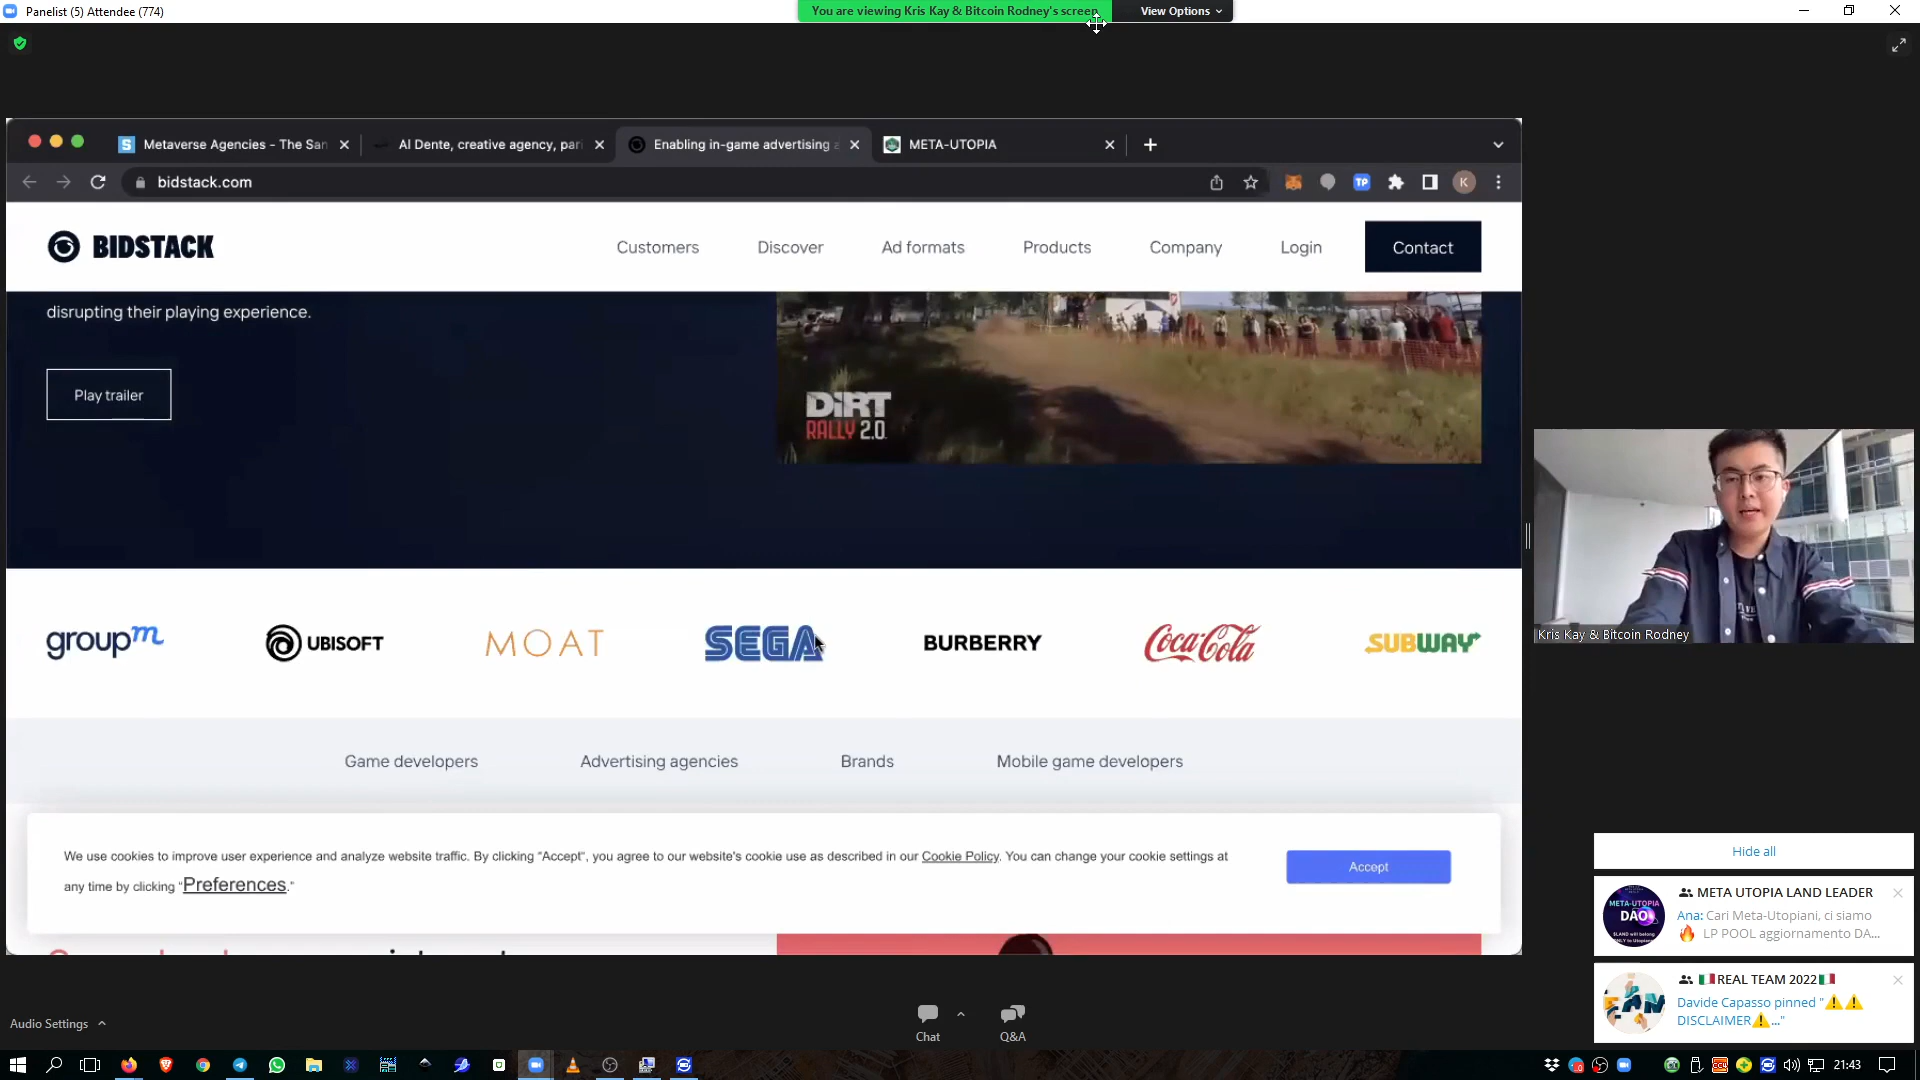 Panelist (5) Attendee (774)
You are viewing Kris Kay & Bitcoin Rodney's screen
View Options
Metaverse Agencies - The San
Al Dente, creative agency, pari
Enabling in-game advertising a
META-UTOPIA
bidstack.com
TP
K
BIDSTACK
Customers
Discover
Ad formats
Products
Company
Login
Contact
disrupting their playing experience.
Play trailer
DiRT
RALLY 2.0
groupm
UBISOFT
MOAT
SEGA
BURBERRY
Coca-Cola
SUBWAY
Game developers
Advertising agencies
Brands
Mobile game developers
We use cookies to improve user experience and analyze website traffic. By clicking “Accept“, you agree to our website's cookie use as described in our Cookie Policy. You can change your cookie settings at
any time by clicking “Preferences.”
Accept
Kris Kay & Bitcoin Rodney
Hide all
META UTOPIA LAND LEADER
Ana: Cari Meta-Utopiani, ci siamo
🔥 LP POOL aggiornamento DA...
META-UTOPIA
DAO
🇮🇹REAL TEAM 2022🇮🇹
Davide Capasso pinned "⚠️⚠️
DISCLAIMER⚠️..."
Audio Settings
Chat
Q&A
21:43